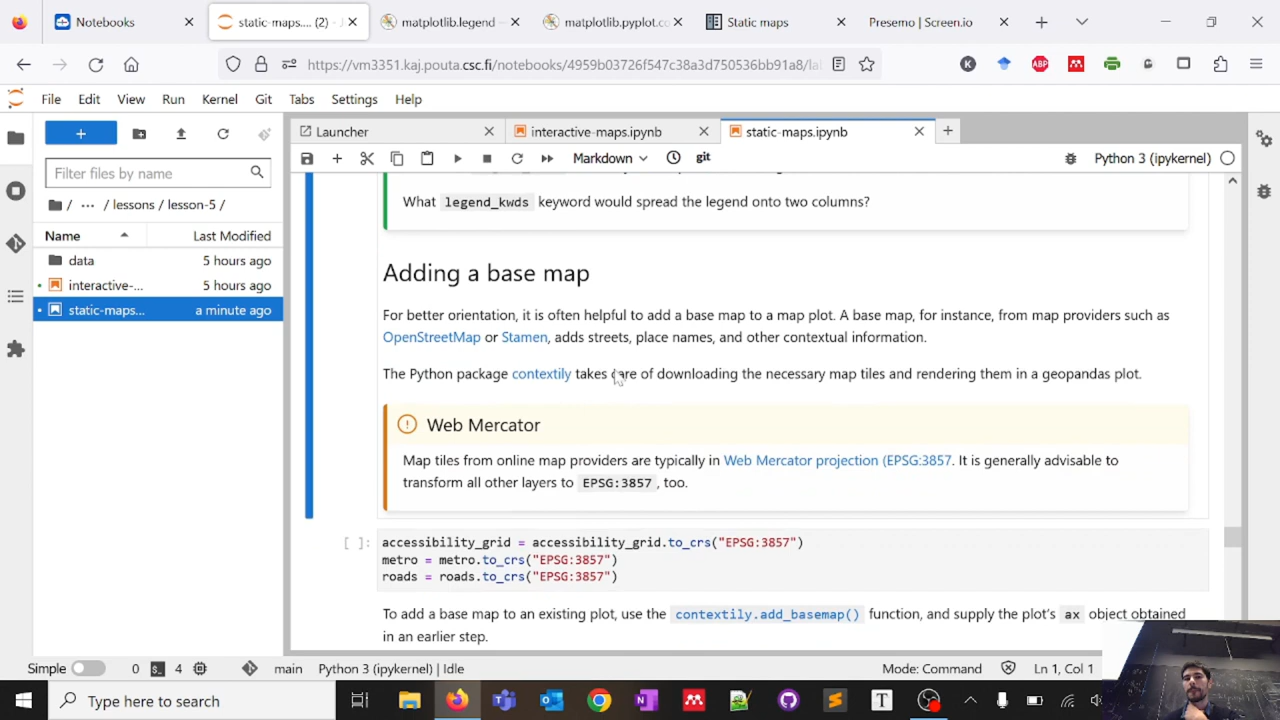 Notebooks
static-maps.... (2) - J
matplotlib.legend —
matplotlib.pyplot.co
Static maps
Presemo | Screen.io
https://vm3351.kaj.pouta.csc.fi/notebooks/4959b03726f547c38a3d750536bb91a8/la
K
ABP
File Edit View Run Kernel Git Tabs Settings Help
Launcher
interactive-maps.ipynb
static-maps.ipynb
Filter files by name
Markdown
git
Python 3 (ipykernel)
/ ··· / lessons / lesson-5 /
Name Last Modified
data 5 hours ago
interactive-... 5 hours ago
static-maps... a minute ago
What legend_kwds keyword would spread the legend onto two columns?
Adding a base map
For better orientation, it is often helpful to add a base map to a map plot. A base map, for instance, from map providers such as
OpenStreetMap or Stamen, adds streets, place names, and other contextual information.
The Python package contextily takes care of downloading the necessary map tiles and rendering them in a geopandas plot.
Web Mercator
Map tiles from online map providers are typically in Web Mercator projection (EPSG:3857. It is generally advisable to
transform all other layers to EPSG:3857 , too.
[ ]:
accessibility_grid = accessibility_grid.to_crs("EPSG:3857")
metro = metro.to_crs("EPSG:3857")
roads = roads.to_crs("EPSG:3857")
To add a base map to an existing plot, use the contextily.add_basemap() function, and supply the plot's ax object obtained
in an earlier step.
Simple 0 4 main Python 3 (ipykernel) | Idle Mode: Command Ln 1, Col 1
Type here to search
T